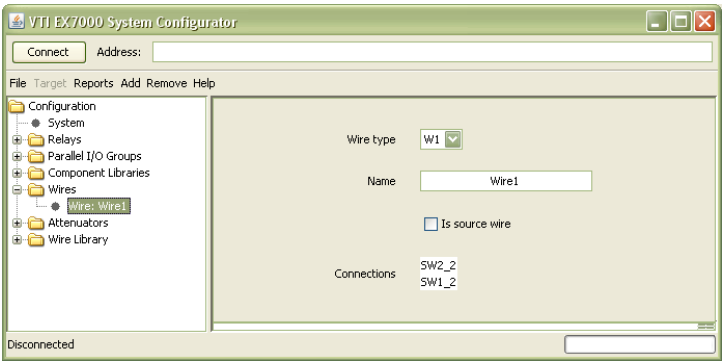 VTI EX7000 System Configurator
Connect Address:
File Target Reports Add Remove Help
Configuration
System
Relays
Parallel I/O Groups
Component Libraries
Wires
Wire: Wire1
Attenuators
Wire Library
Wire type W1
Name Wire1
Is source wire
Connections
SW2_2
SW1_2
Disconnected